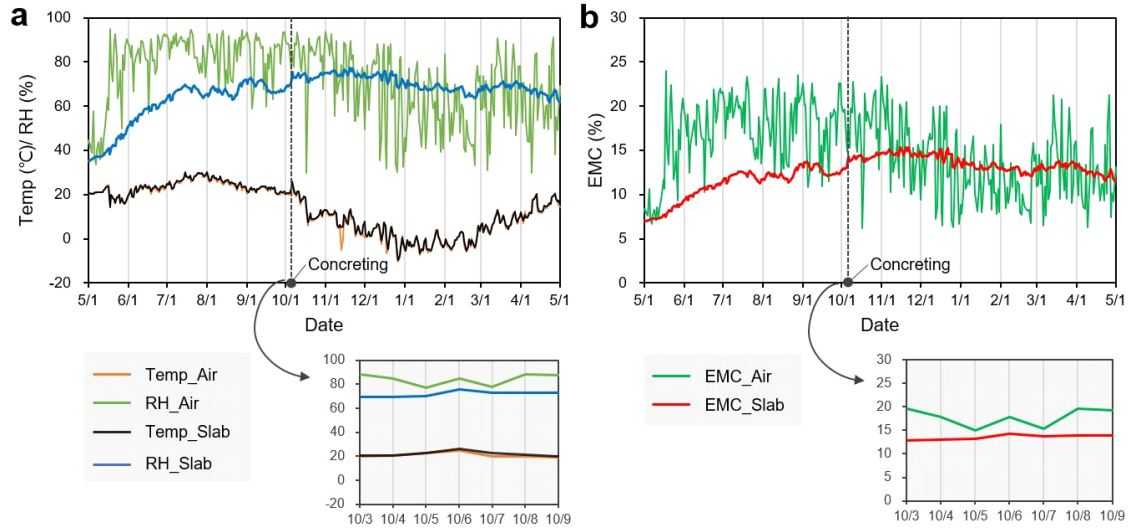 a
Temp (℃)/ RH (%)
100
80
60
40
20
0
-20
5/1 6/1 7/1 8/1 9/1 10/1 11/1 12/1 1/1 2/1 3/1 4/1 5/1
Concreting
Date
Temp_Air
RH_Air
Temp_Slab
RH_Slab
100
80
60
40
20
0
-20
10/3 10/4 10/5 10/6 10/7 10/8 10/9
b
EMC (%)
30
25
20
15
10
5
0
5/1 6/1 7/1 8/1 9/1 10/1 11/1 12/1 1/1 2/1 3/1 4/1 5/1
Concreting
Date
EMC_Air
EMC_Slab
30
25
20
15
10
5
0
10/3 10/4 10/5 10/6 10/7 10/8 10/9